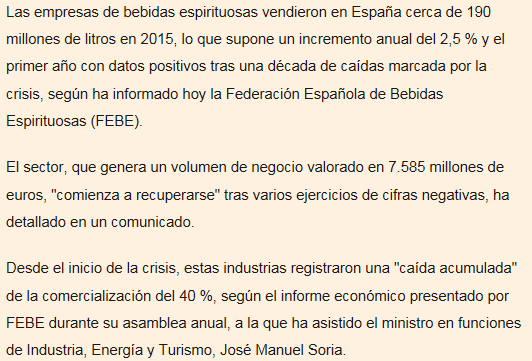 Las empresas de bebidas espirituosas vendieron en España cerca de 190
millones de litros en 2015, lo que supone un incremento anual del 2,5 % y el
primer año con datos positivos tras una década de caídas marcada por la
crisis, según ha informado hoy la Federación Española de Bebidas
Espirituosas (FEBE).
El sector, que genera un volumen de negocio valorado en 7.585 millones de
euros, "comienza a recuperarse" tras varios ejercicios de cifras negativas, ha
detallado en un comunicado.
Desde el inicio de la crisis, estas industrias registraron una "caída acumulada"
de la comercialización del 40 %, según el informe económico presentado por
FEBE durante su asamblea anual, a la que ha asistido el ministro en funciones
de Industria, Energía y Turismo, José Manuel Soria.